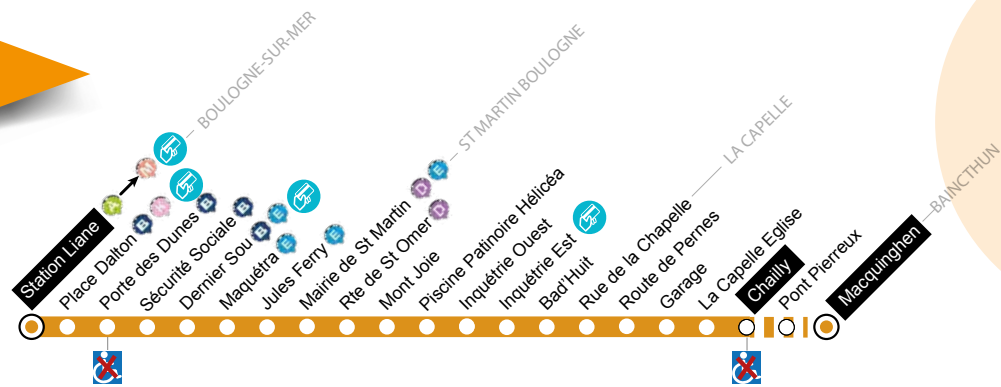 BOULOGNE-SUR-MER
ST MARTIN BOULOGNE
LA CAPELLE
BAINCTHUN
Station Liane
Place Dalton
Porte des Dunes
Sécurité Sociale
Dernier Sou
Maquétra
Jules Ferry
Mairie de St Martin
Rte de St Omer
Mont Joie
Piscine Patinoire Hélicéa
Inquétrie Ouest
Inquétrie Est
Bad'Huit
Rue de la Chapelle
Route de Pernes
Garage
La Capelle Eglise
Chailly
Pont Pierreux
Macquinghen
A
B
B
B
B
E
E
E
D
D
E